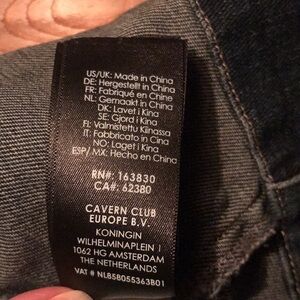 US/UK: Made in China
DE: Hergestellt in China
FR: Fabriqué en Chine
NL: Gemaakt in China
DK: Lavet i Kina
SE: Gjord i Kina
FI: Valmistettu Kiinassa
IT: Fabbricato in Cina
NO: Laget i Kina
ESP/ MX: Hecho en China
RN#: 163830
CA#: 62380
CAVERN CLUB
EUROPE B.V.
KONINGIN
WILHELMINAPLEIN 1
1062 HG AMSTERDAM
THE NETHERLANDS
VAT # NL858055363B01